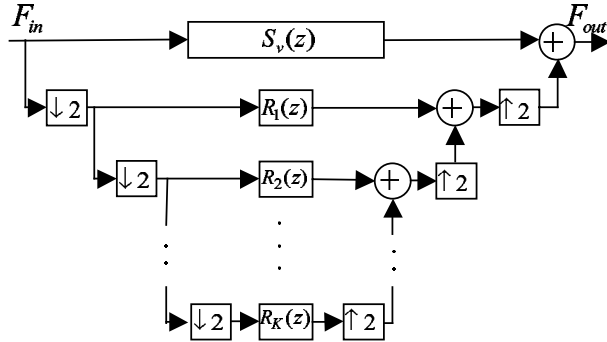 F_in F_out
S_v(z)
↓2 R_1(z) + ↑2 +
↓2 R_2(z) + ↑2
↓2 R_K(z) ↑2